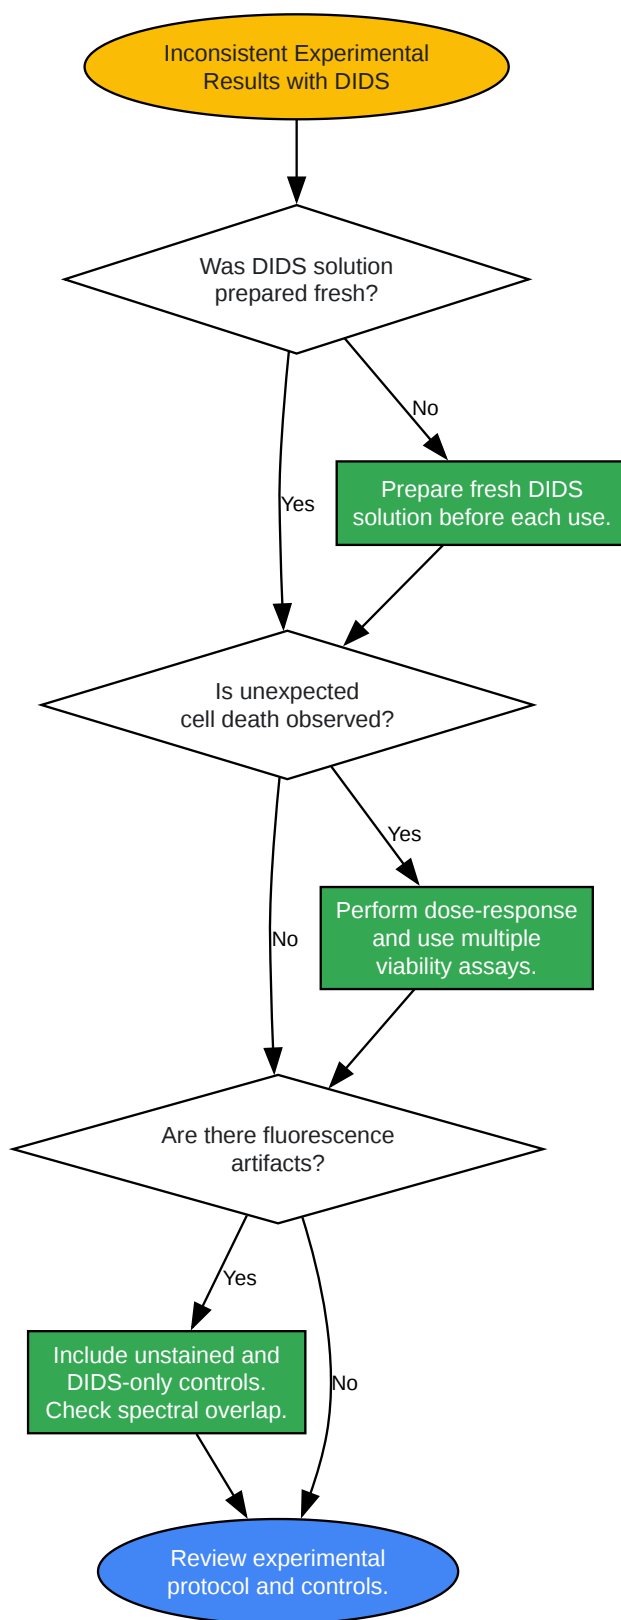 Inconsistent Experimental
Results with DIDS
Was DIDS solution
prepared fresh?
No
Prepare fresh DIDS
solution before each use.
Yes
Is unexpected
cell death observed?
Yes
Perform dose-response
and use multiple
viability assays.
No
Are there fluorescence
artifacts?
Yes
Include unstained and
DIDS-only controls.
Check spectral overlap.
No
Review experimental
protocol and controls.